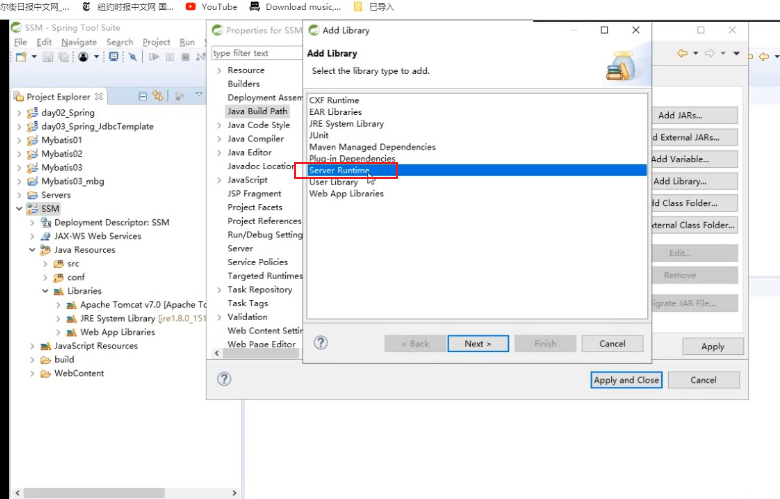 尔街日报中文网_... 纽约时报中文网 国... YouTube Download music,... 已导入
SSM - Spring Tool Suite
File Edit Navigate Search Project Run
Project Explorer
day02_Spring
day03_Spring_JdbcTemplate
Mybatis01
Mybatis02
Mybatis03
Mybatis03_mbg
Servers
SSM
Deployment Descriptor: SSM
JAX-WS Web Services
Java Resources
src
conf
Libraries
Apache Tomcat v7.0 [Apache To
JRE System Library [jre1.8.0_151
Web App Libraries
JavaScript Resources
build
WebContent
Properties for SSM
type filter text
Resource
Builders
Deployment Assem
Java Build Path
Java Code Style
Java Compiler
Java Editor
Javadoc Location
JavaScript
JSP Fragment
Project Facets
Project References
Run/Debug Setting
Server
Service Policies
Targeted Runtimes
Task Repository
Task Tags
Validation
Web Content Settin
Web Page Editor
Add Library
Add Library
Select the library type to add.
CXF Runtime
EAR Libraries
JRE System Library
JUnit
Maven Managed Dependencies
Plug-in Dependencies
Server Runtime
User Library
Web App Libraries
< Back Next > Finish Cancel
Add JARs...
d External JARs...
Add Variable...
Add Library...
dd Class Folder...
xternal Class Folder...
Edit...
Remove
ligrate JAR File...
Apply
Apply and Close Cancel